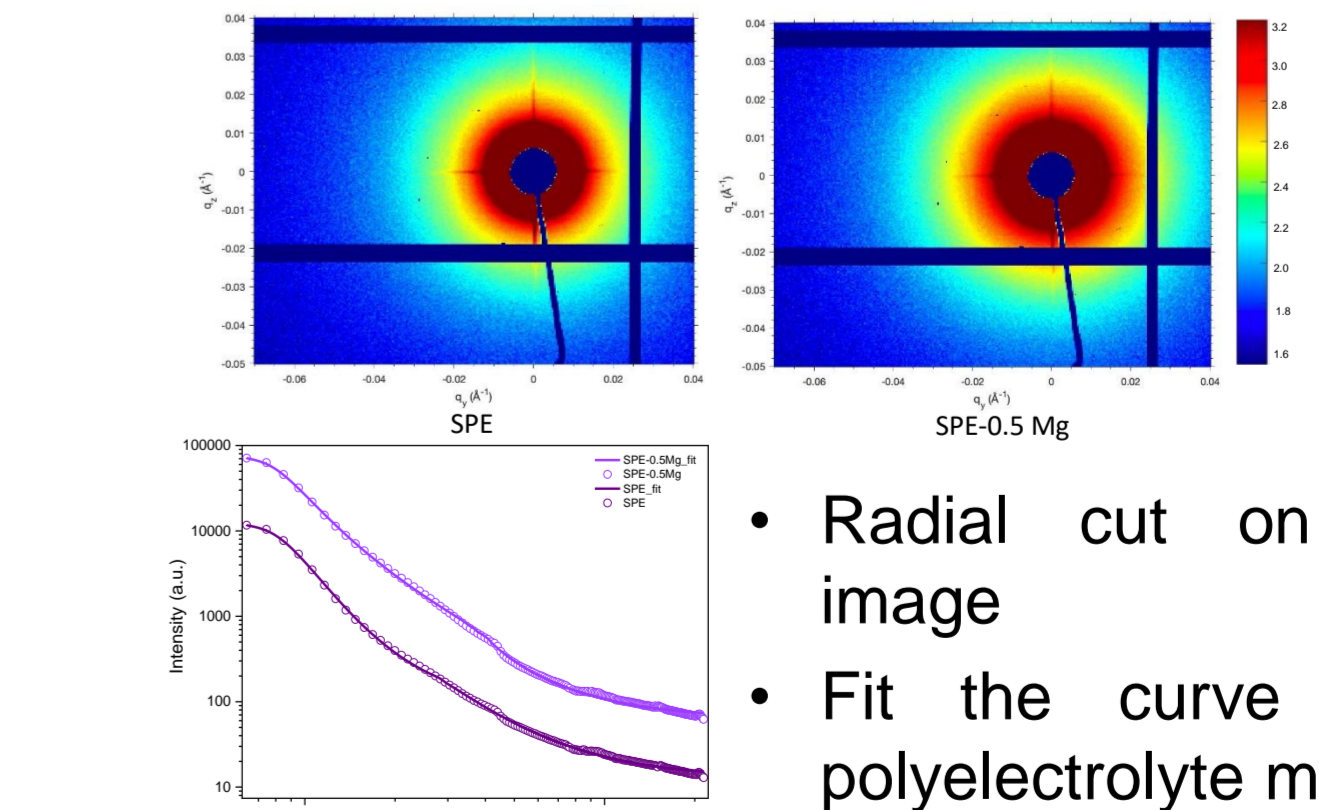 0.04
0.03
0.02
0.01
0
-0.01
-0.02
-0.03
-0.04
-0.05
q_z (Å⁻¹)
-0.06 -0.04 -0.02 0 0.02 0.04
q_y (Å⁻¹)
SPE
0.04
0.03
0.02
0.01
0
-0.01
-0.02
-0.03
-0.04
-0.05
q_z (Å⁻¹)
-0.06 -0.04 -0.02 0 0.02 0.04
q_y (Å⁻¹)
SPE-0.5 Mg
3.2
3.0
2.8
2.6
2.4
2.2
2.0
1.8
1.6
100000
10000
1000
100
10
Intensity (a.u.)
SPE-0.5Mg_fit
SPE-0.5Mg
SPE_fit
SPE
• Radial cut on
image
• Fit the curve
polyelectrolyte m